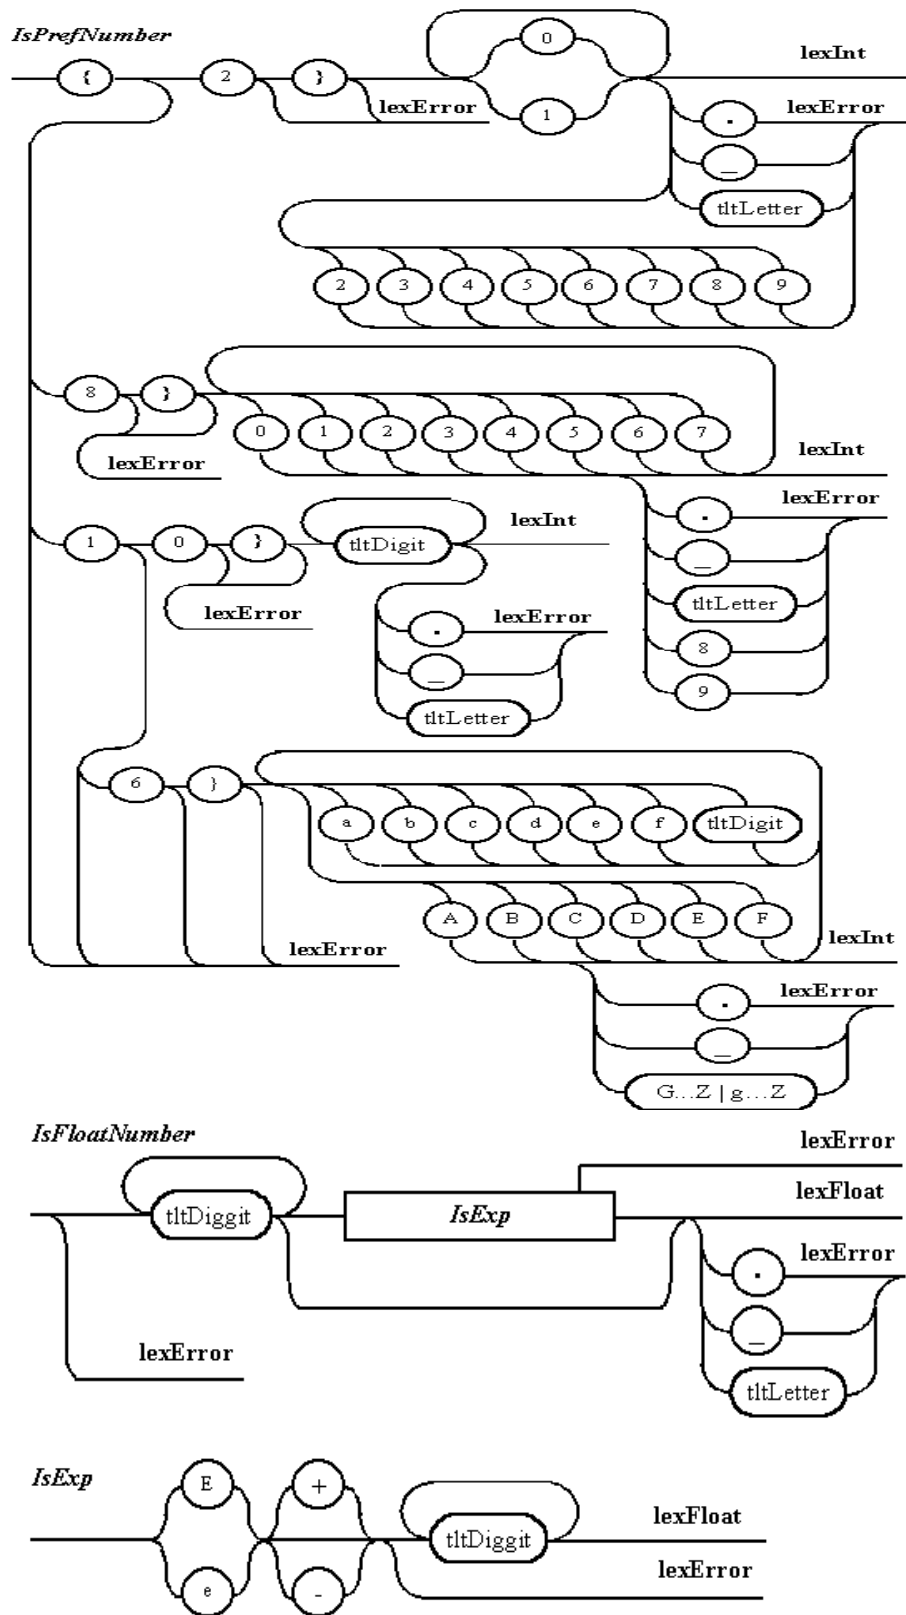 IsPrefNumber
0
lexInt
{ 2 }
lexError
lexError
1
.
_
tltLetter
2 3 4 5 6 7 8 9
8 }
0 1 2 3 4 5 6 7
lexError
lexInt
lexError
.
_
tltLetter
8
9
1 0 }
tltDigit
lexInt
lexError
lexError
.
_
tltLetter
6 }
a b c d e f tltDigit
A B C D E F
lexError
lexInt
lexError
.
_
G...Z | g...Z
IsFloatNumber
lexError
tltDiggit
IsExp
lexFloat
lexError
.
_
lexError
tltLetter
IsExp
E +
tltDiggit
lexFloat
lexError
e -